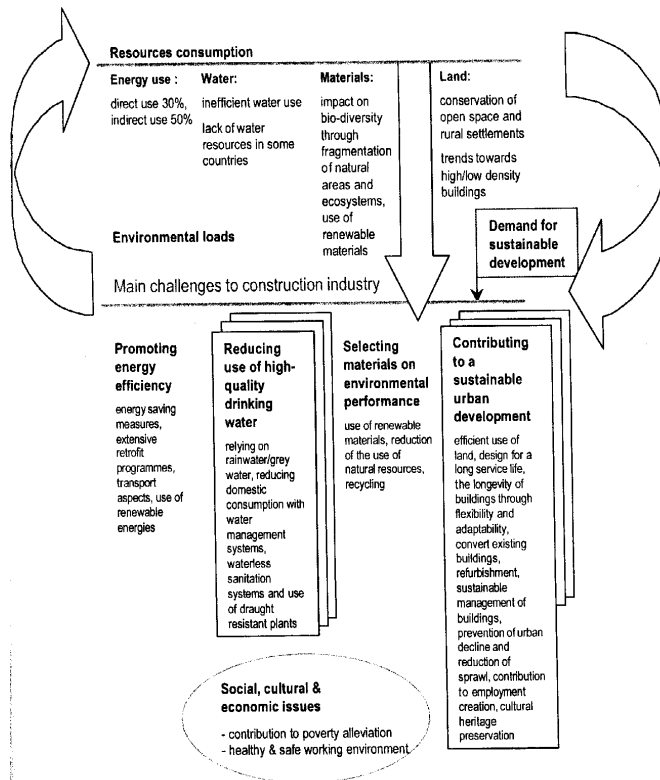 Resources consumption
Energy use :
direct use 30%,
indirect use 50%
Water:
inefficient water use
lack of water
resources in some
countries
Materials:
impact on
bio-diversity
through
fragmentation
of natural
areas and
ecosystems,
use of
renewable
materials
Land:
conservation of
open space and
rural settlements
trends towards
high/low density
buildings
Environmental loads
Demand for
sustainable
development
Main challenges to construction industry
Promoting
energy
efficiency
energy saving
measures,
extensive
retrofit
programmes,
transport
aspects, use of
renewable
energies
Reducing
use of high-
quality
drinking
water
relying on
rainwater/grey
water, reducing
domestic
consumption with
water
management
systems,
waterless
sanitation
systems and use
of draught
resistant plants
Selecting
materials on
environmental
performance
use of renewable
materials, reduction
of the use of
natural resources,
recycling
Contributing
to a
sustainable
urban
development
efficient use of
land, design for a
long service life,
the longevity of
buildings through
flexibility and
adaptability,
convert existing
buildings,
refurbishment,
sustainable
management of
buildings,
prevention of urban
decline and
reduction of
sprawl, contribution
to employment
creation, cultural
heritage
preservation
Social, cultural &
economic issues
- contribution to poverty alleviation
- healthy & safe working environment